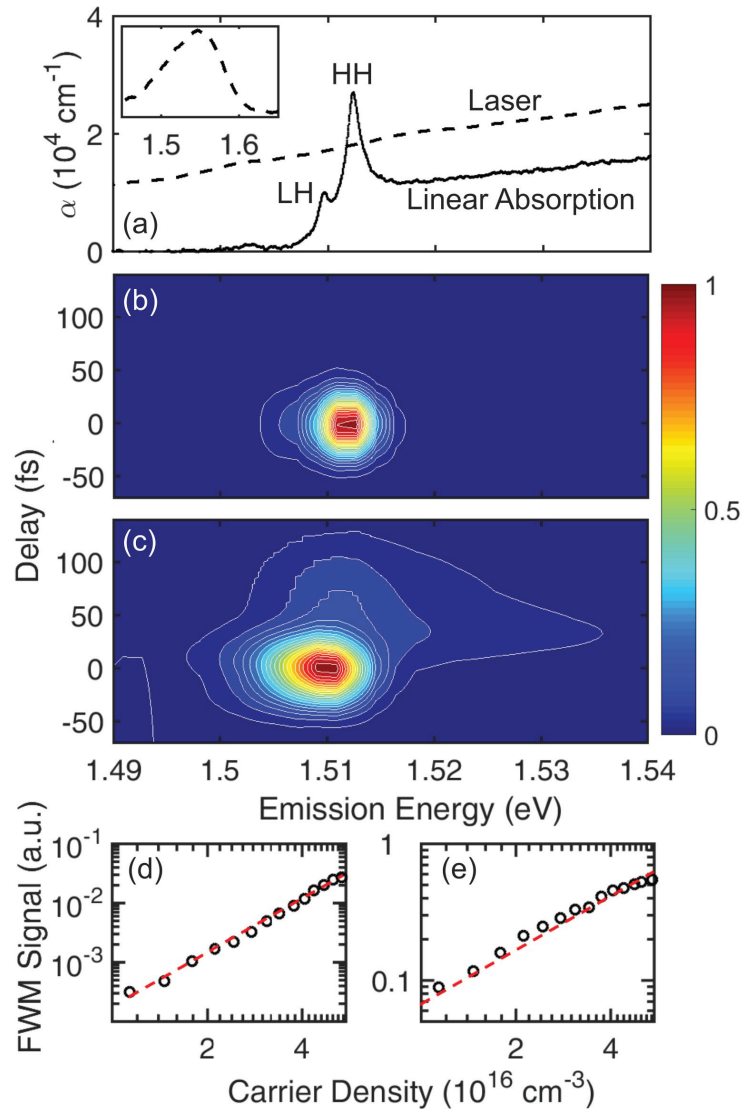 4
HH
Laser
2
α (10⁴ cm⁻¹)
1.5 1.6
LH
Linear Absorption
0
(a)
(b)
100
50
0
-50
1
0.5
0
Delay (fs)
(c)
100
50
0
-50
1.49 1.5 1.51 1.52 1.53 1.54
Emission Energy (eV)
FWM Signal (a.u.)
10⁻¹
10⁻²
10⁻³
(d)
2 4
1
0.1
(e)
2 4
Carrier Density (10¹⁶ cm⁻³)